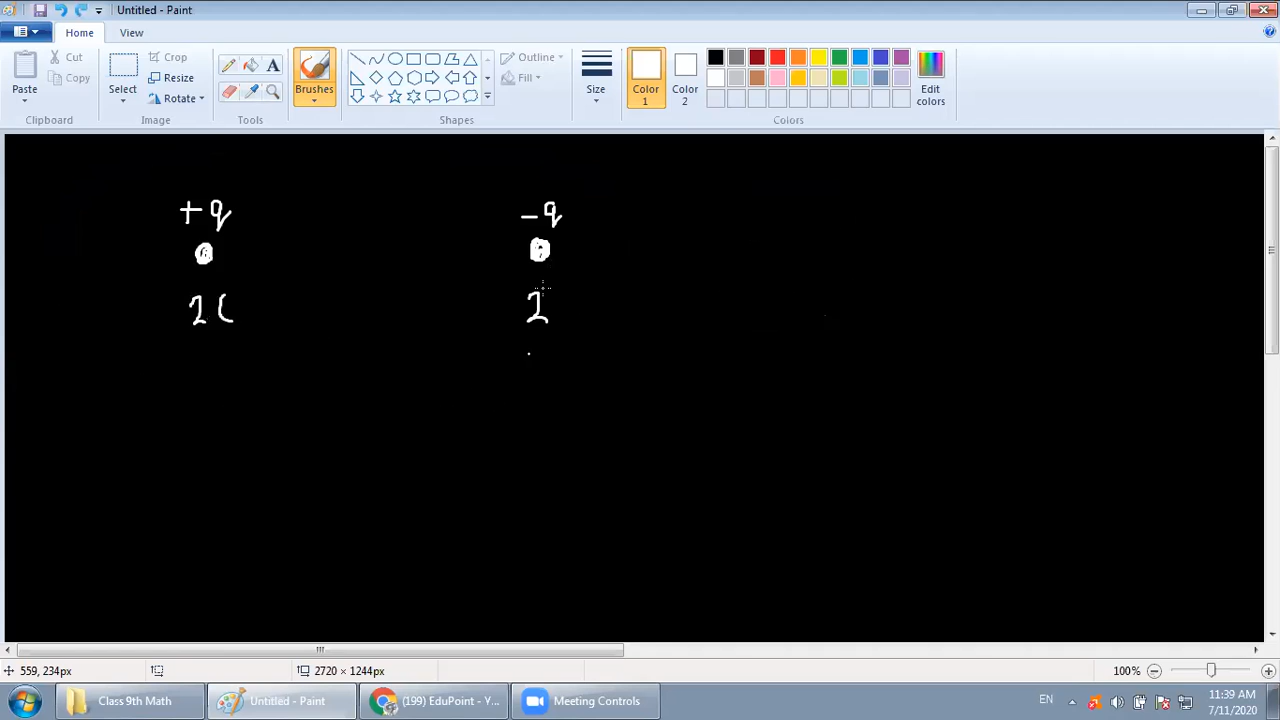 Untitled - Paint
Home View
Paste Cut Copy Select Crop Resize Rotate Brushes Outline Fill Size Color 1 Color 2 Edit colors
Clipboard Image Tools Shapes Colors
+q -q
2C 2
559, 234px 2720 × 1244px 100%
Class 9th Math Untitled - Paint (199) EduPoint - Y... Meeting Controls EN 11:39 AM 7/11/2020